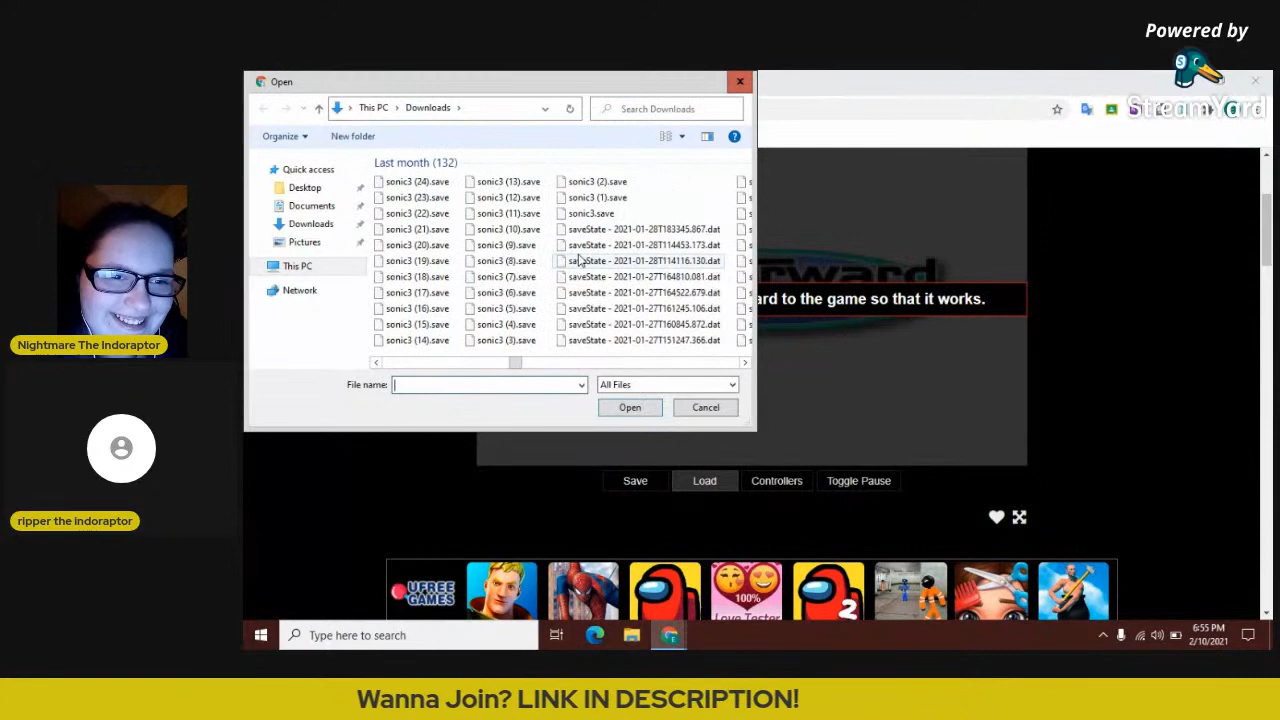 Powered by
StreamYard
Open
This PC
Downloads
Search Downloads
Organize
New folder
Quick access
Desktop
Documents
Downloads
Pictures
This PC
Network
Last month (132)
sonic3 (24).save
sonic3 (23).save
sonic3 (22).save
sonic3 (21).save
sonic3 (20).save
sonic3 (19).save
sonic3 (18).save
sonic3 (17).save
sonic3 (16).save
sonic3 (15).save
sonic3 (14).save
sonic3 (13).save
sonic3 (12).save
sonic3 (11).save
sonic3 (10).save
sonic3 (9).save
sonic3 (8).save
sonic3 (7).save
sonic3 (6).save
sonic3 (5).save
sonic3 (4).save
sonic3 (3).save
sonic3 (2).save
sonic3 (1).save
sonic3.save
saveState - 2021-01-28T183345.867.dat
saveState - 2021-01-28T114453.173.dat
saveState - 2021-01-28T114116.130.dat
saveState - 2021-01-27T164810.081.dat
saveState - 2021-01-27T164522.679.dat
saveState - 2021-01-27T161245.106.dat
saveState - 2021-01-27T160845.872.dat
saveState - 2021-01-27T151247.366.dat
File name:
All Files
Open
Cancel
rward
ard to the game so that it works.
Nightmare The Indoraptor
ripper the indoraptor
Save
Load
Controllers
Toggle Pause
UFREE
GAMES
100%
Love Tester
2
Type here to search
6:55 PM
2/10/2021
Wanna Join? LINK IN DESCRIPTION!